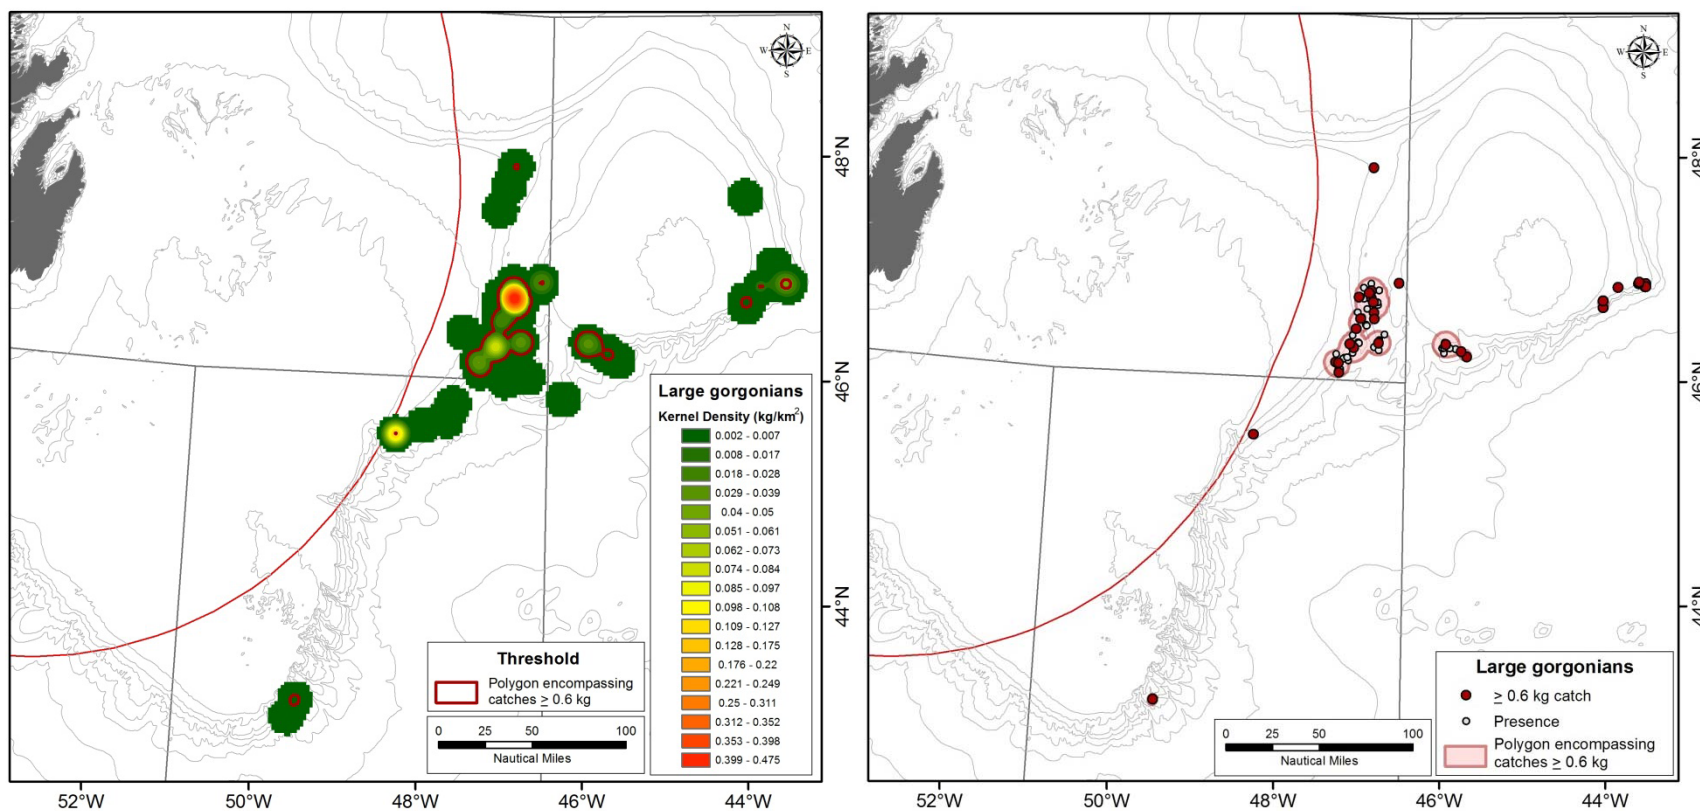 N
W E
S
48°N
46°N
44°N
Large gorgonians
Kernel Density (kg/km²)
0.002 - 0.007
0.008 - 0.017
0.018 - 0.028
0.029 - 0.039
0.04 - 0.05
0.051 - 0.061
0.062 - 0.073
0.074 - 0.084
0.085 - 0.097
0.098 - 0.108
0.109 - 0.127
0.128 - 0.175
0.176 - 0.22
0.221 - 0.249
0.25 - 0.311
0.312 - 0.352
0.353 - 0.398
0.399 - 0.475
Threshold
Polygon encompassing
catches ≥ 0.6 kg
0 25 50 100
Nautical Miles
52°W 50°W 48°W 46°W 44°W
N
W E
S
48°N
46°N
44°N
Large gorgonians
≥ 0.6 kg catch
Presence
Polygon encompassing
catches ≥ 0.6 kg
0 25 50 100
Nautical Miles
52°W 50°W 48°W 46°W 44°W